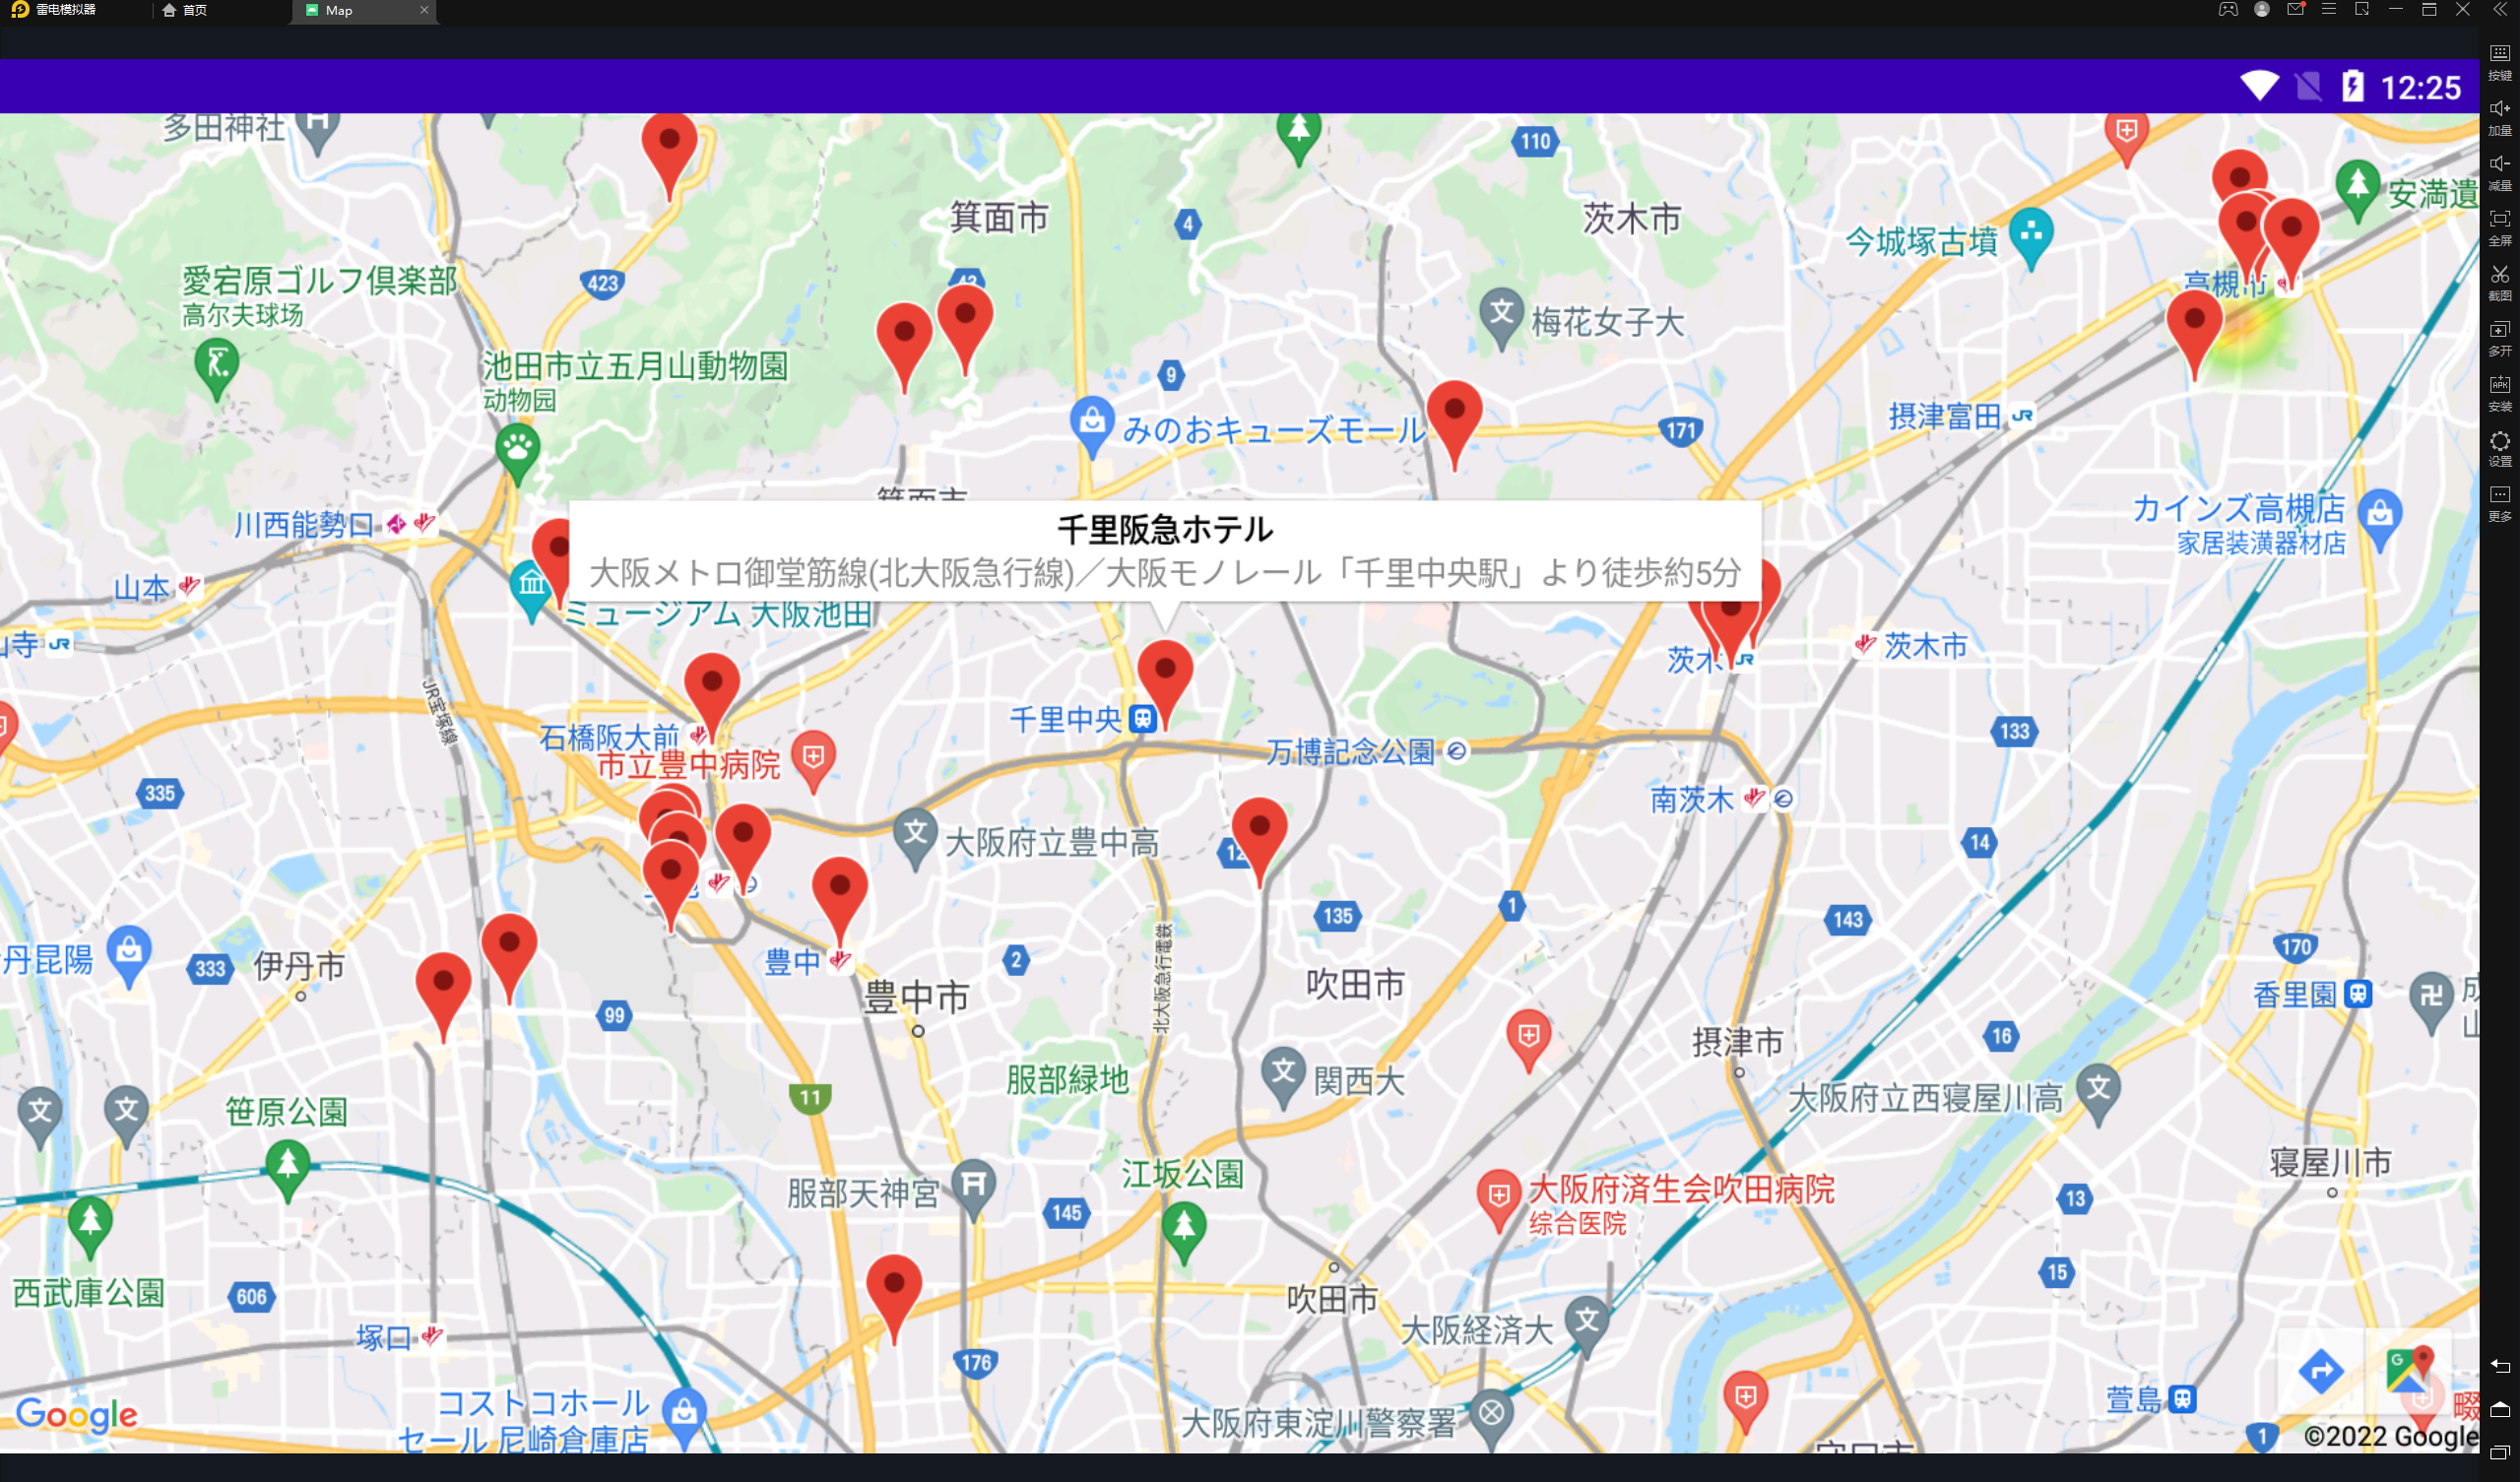 雷电模拟器
首页
Map
12:25
按键
加量
减量
全屏
截图
多开
安装
设置
更多
多田神社
箕面市
4
110
茨木市
今城塚古墳
安満遺
423
愛宕原ゴルフ倶楽部
高尔夫球场
高槻市
梅花女子大
池田市立五月山動物園
动物园
9
みのおキューズモール
171
摂津富田
川西能勢口
千里阪急ホテル
大阪メトロ御堂筋線(北大阪急行線)／大阪モノレール「千里中央駅」より徒歩約5分
カインズ高槻店
家居装潢器材店
山本
ミュージアム 大阪池田
寺
茨木
茨木市
JR宝塚線
石橋阪大前
市立豊中病院
千里中央
万博記念公園
133
335
南茨木
大阪府立豊中高
14
135
1
143
170
丹昆陽
333
伊丹市
豊中
2
北大阪急行電鉄
吹田市
香里園
豊中市
99
摂津市
16
服部緑地
関西大
大阪府立西寝屋川高
笹原公園
11
寝屋川市
服部天神宮
145
江坂公園
大阪府済生会吹田病院
综合医院
13
西武庫公園
606
吹田市
15
塚口
176
大阪経済大
コストコホール
セール 尼崎倉庫店
大阪府東淀川警察署
萱島
Google
1
©2022 Google